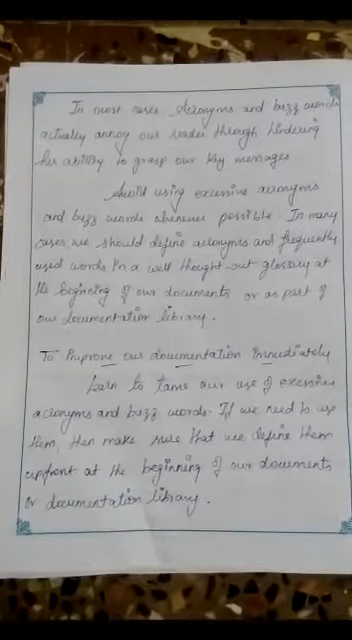 In most cases Acronyms and buzz words
actually annoy our reader through hindering
her ability to grasp our key messages
Avoid using excessive acronyms
and buzz words whenever possible. In many
cases, we should define acronyms and frequently
used words in a well thought-out glossary at
the beginning of our documents or as part of
our documentation library.
To Improve our documentation immediately
Learn to tame our use of excessive
acronyms and buzz words. If we need to use
them, then make sure that we define them
upfront at the beginning of our documents
or documentation library.